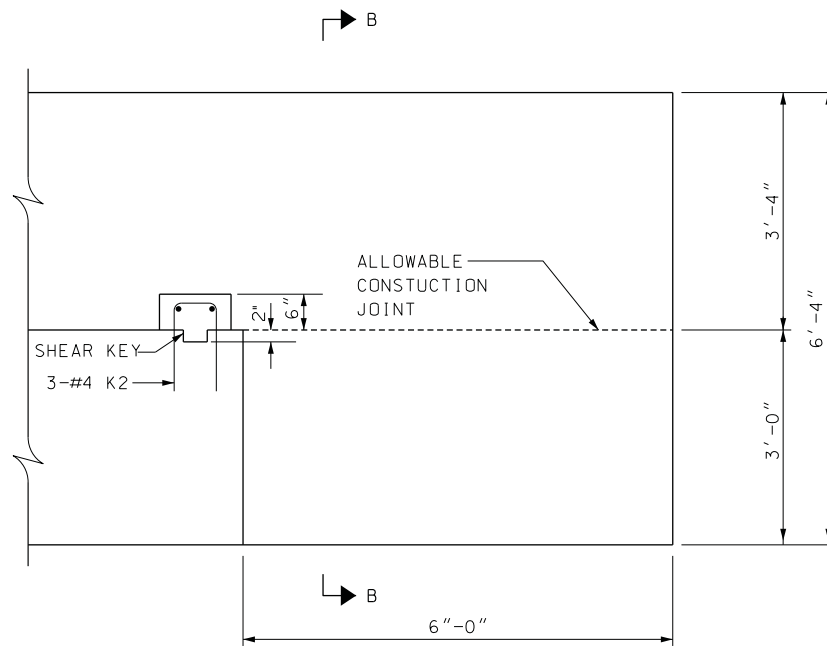 B
ALLOWABLE
CONSTUCTION
JOINT
3'-4"
6'-4"
2"
6"
SHEAR KEY
3-#4 K2
3'-0"
B
6"-0"